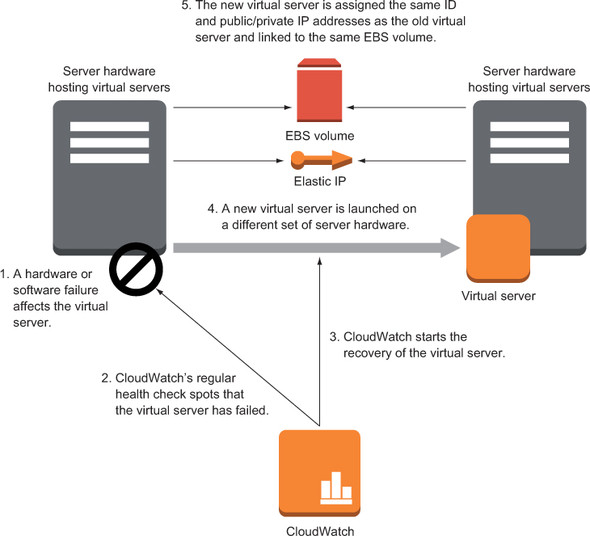 5. The new virtual server is assigned the same ID
and public/private IP addresses as the old virtual
server and linked to the same EBS volume.
Server hardware
hosting virtual servers
Server hardware
hosting virtual servers
EBS volume
Elastic IP
4. A new virtual server is launched on
a different set of server hardware.
1. A hardware or
software failure
affects the virtual
server.
Virtual server
3. CloudWatch starts the
recovery of the virtual server.
2. CloudWatch's regular
health check spots that
the virtual server has failed.
CloudWatch